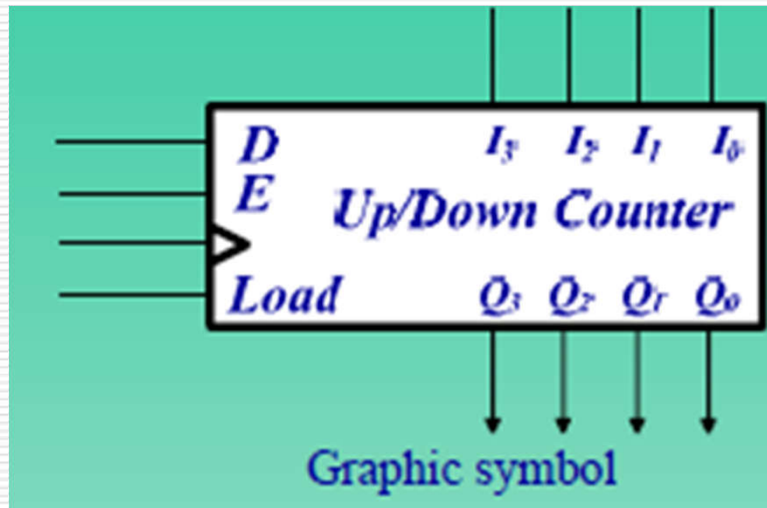 D I₃ I₂ I₁ I₀
E
Up/Down Counter
Load Q₃ Q₂ Q₁ Q₀
Graphic symbol